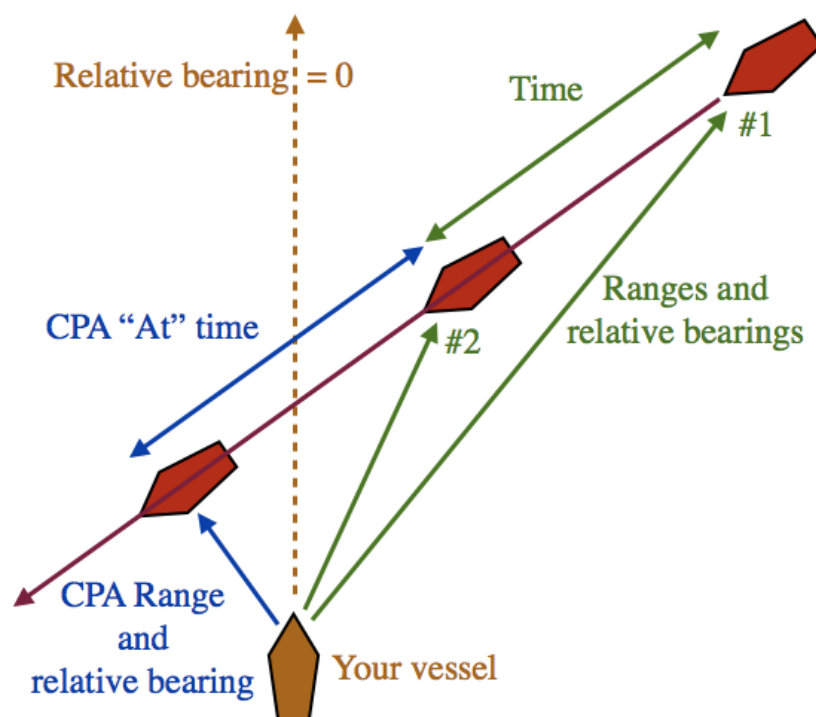 Relative bearing = 0
Time
#1
Ranges and
relative bearings
CPA “At” time
#2
CPA Range
and
relative bearing
Your vessel